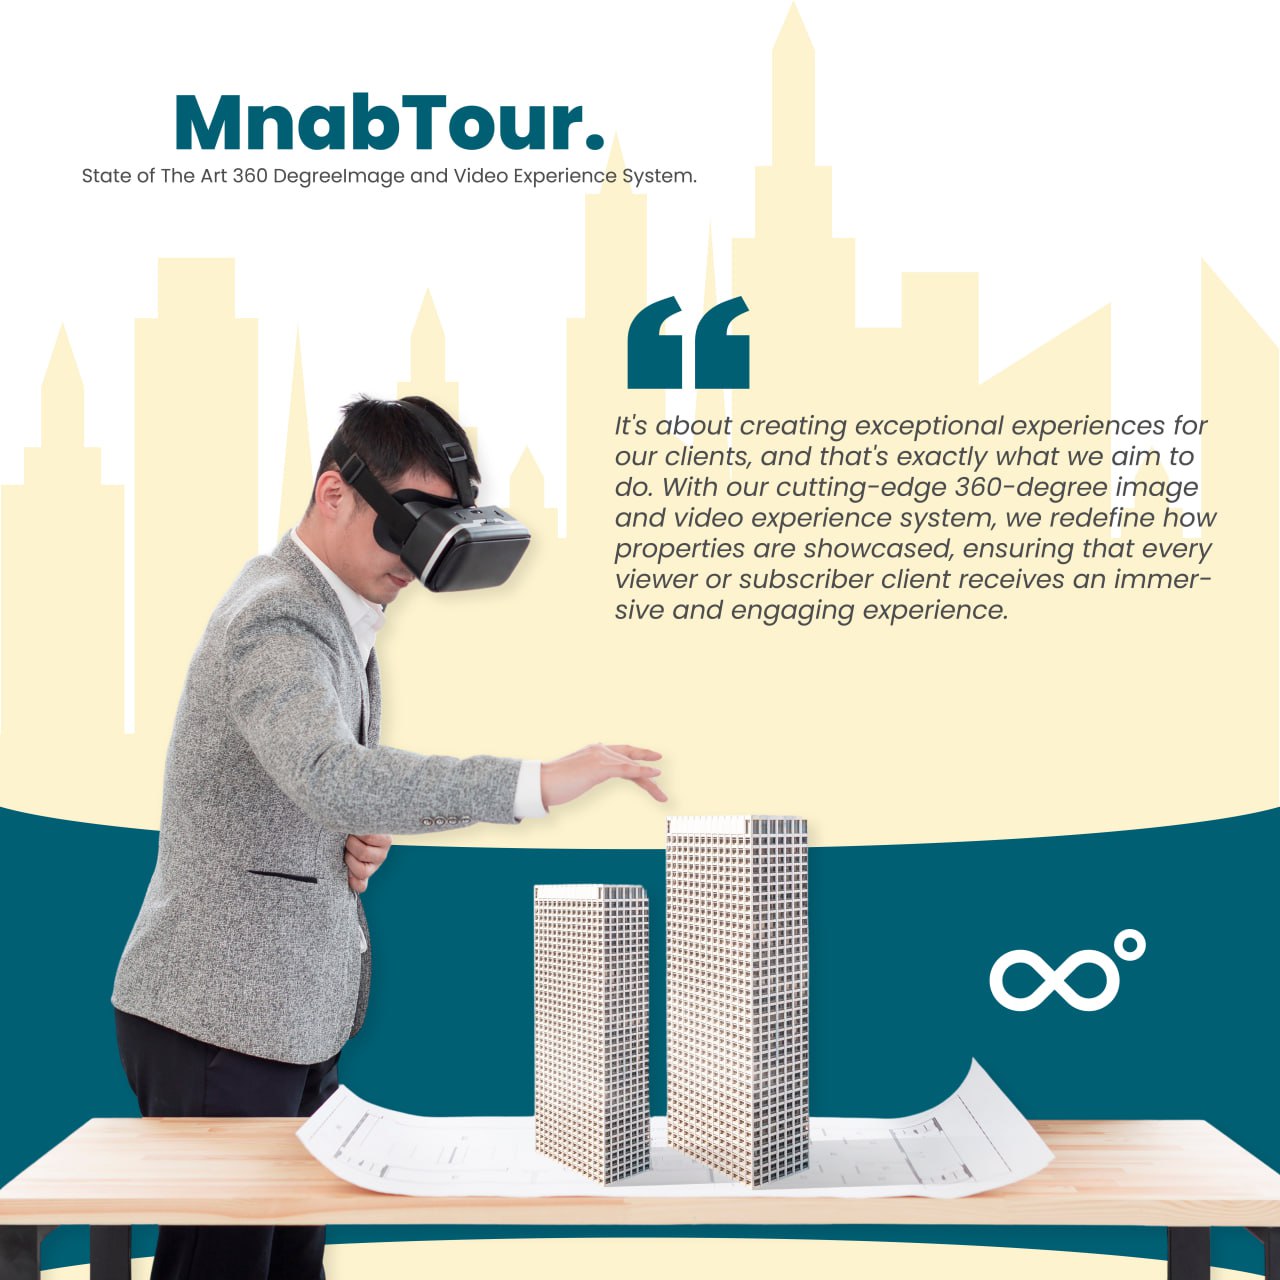 MnabTour.
State of The Art 360 DegreeImage and Video Experience System.
It's about creating exceptional experiences for
our clients, and that's exactly what we aim to
do. With our cutting-edge 360-degree image
and video experience system, we redefine how
properties are showcased, ensuring that every
viewer or subscriber client receives an immer-
sive and engaging experience.